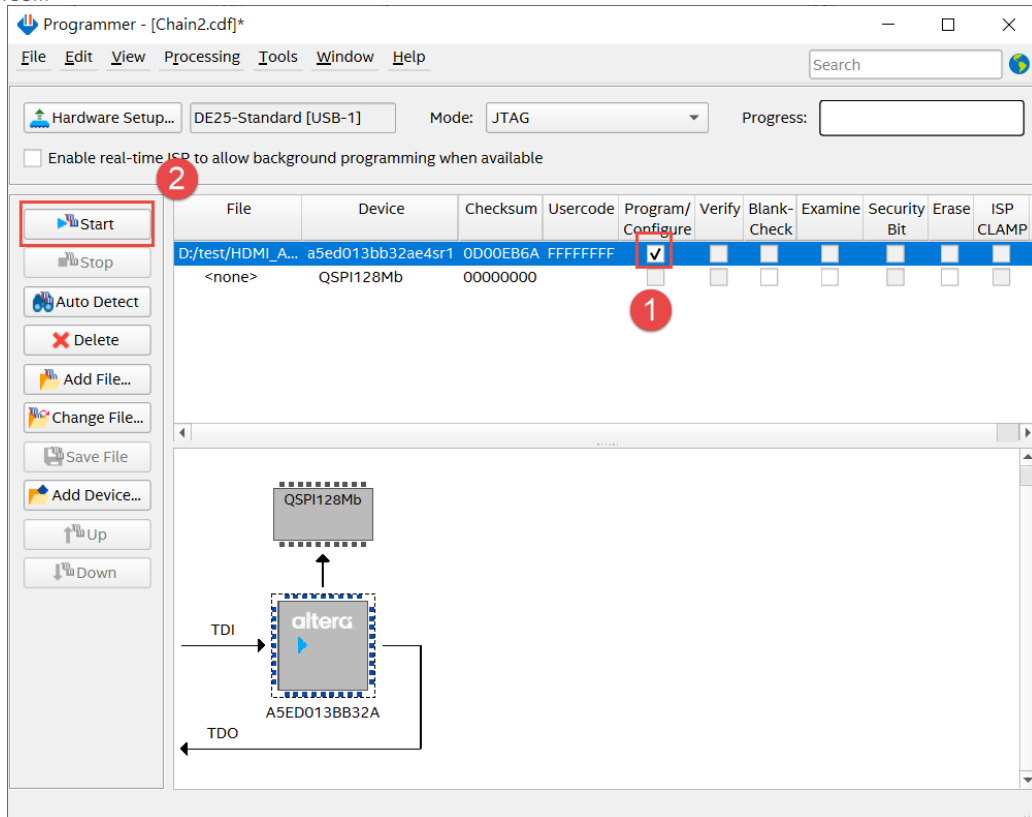 Programmer - [Chain2.cdf]*
File Edit View Processing Tools Window Help
Search
Hardware Setup... DE25-Standard [USB-1] Mode: JTAG Progress:
Enable real-time ISP to allow background programming when available
2
Start
Stop
Auto Detect
Delete
Add File...
Change File...
Save File
Add Device...
Up
Down
File Device Checksum Usercode Program/ Verify Blank- Examine Security Erase ISP
Configure Check Bit CLAMP
D:/test/HDMI_A... a5ed013bb32ae4sr1 0D00EB6A FFFFFFFF
<none> QSPI128Mb 00000000
1
QSPI128Mb
altera
TDI
A5ED013BB32A
TDO